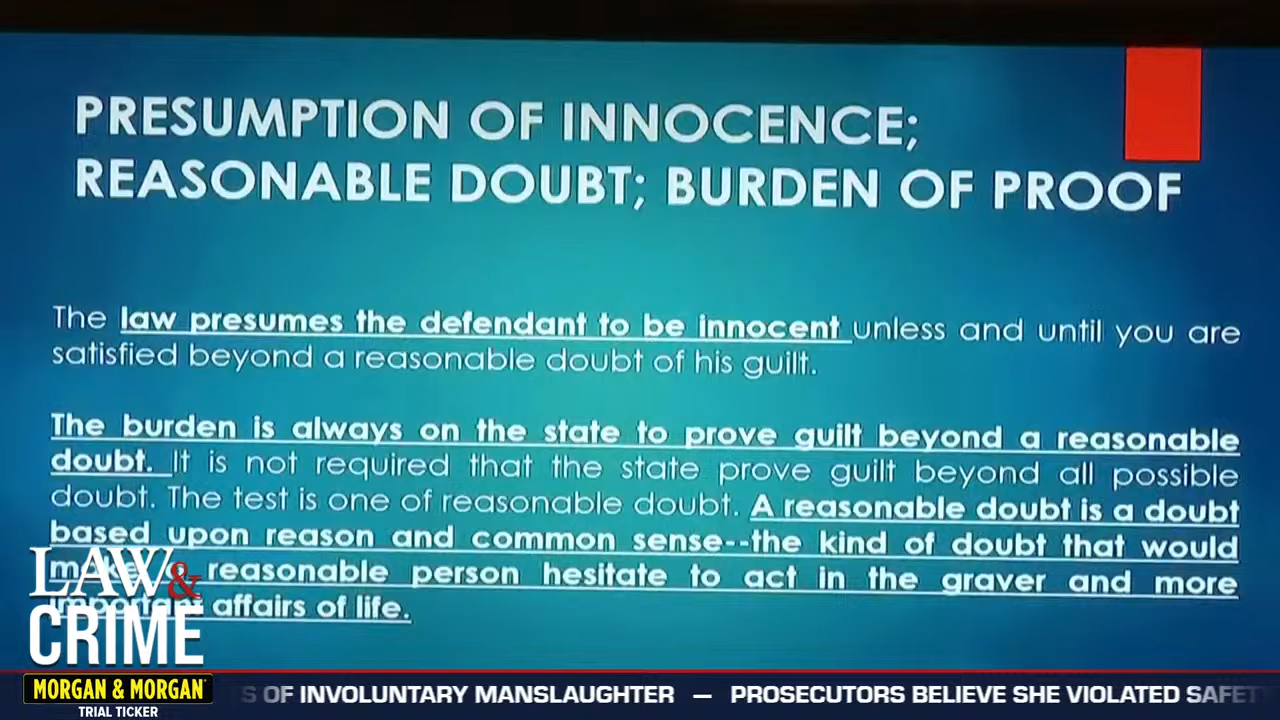 PRESUMPTION OF INNOCENCE;
REASONABLE DOUBT; BURDEN OF PROOF
The law presumes the defendant to be innocent unless and until you are
satisfied beyond a reasonable doubt of his guilt.
The burden is always on the state to prove guilt beyond a reasonable
doubt. It is not required that the state prove guilt beyond all possible
doubt. The test is one of reasonable doubt. A reasonable doubt is a doubt
based upon reason and common sense--the kind of doubt that would
reasonable person hesitate to act in the graver and more
important affairs of life.
LAW&
CRIME
MORGAN & MORGAN
TRIAL TICKER
S OF INVOLUNTARY MANSLAUGHTER — PROSECUTORS BELIEVE SHE VIOLATED SAFET